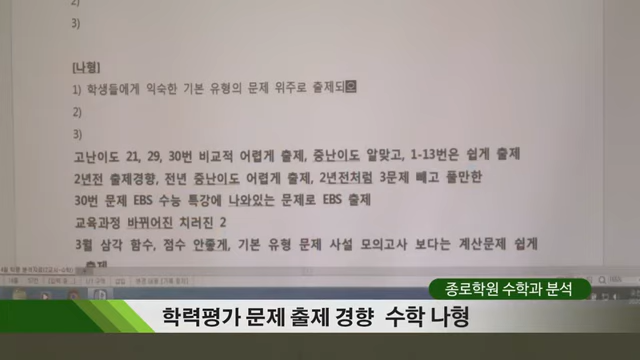 2)
3)
[나형]
1) 학생들에게 익숙한 기본 유형의 문제 위주로 출제되으
2)
3)
고난이도 21, 29, 30번 비교적 어렵게 출제, 중난이도 알맞고, 1-13번은 쉽게 출제
2년전 출제경향, 전년 중난이도 어렵게 출제, 2년전처럼 3문제 빼고 풀만한
30번 문제 EBS 수능 특강에 나와있는 문제로 EBS 출제
교육과정 바뀌어진 치러진 2
3월 삼각 함수, 점수 안좋게, 기본 유형 문제 사설 모의고사 보다는 계산문제 쉽게
출제
종로학원 수학과 분석
학력평가 문제 출제 경향 수학 나형